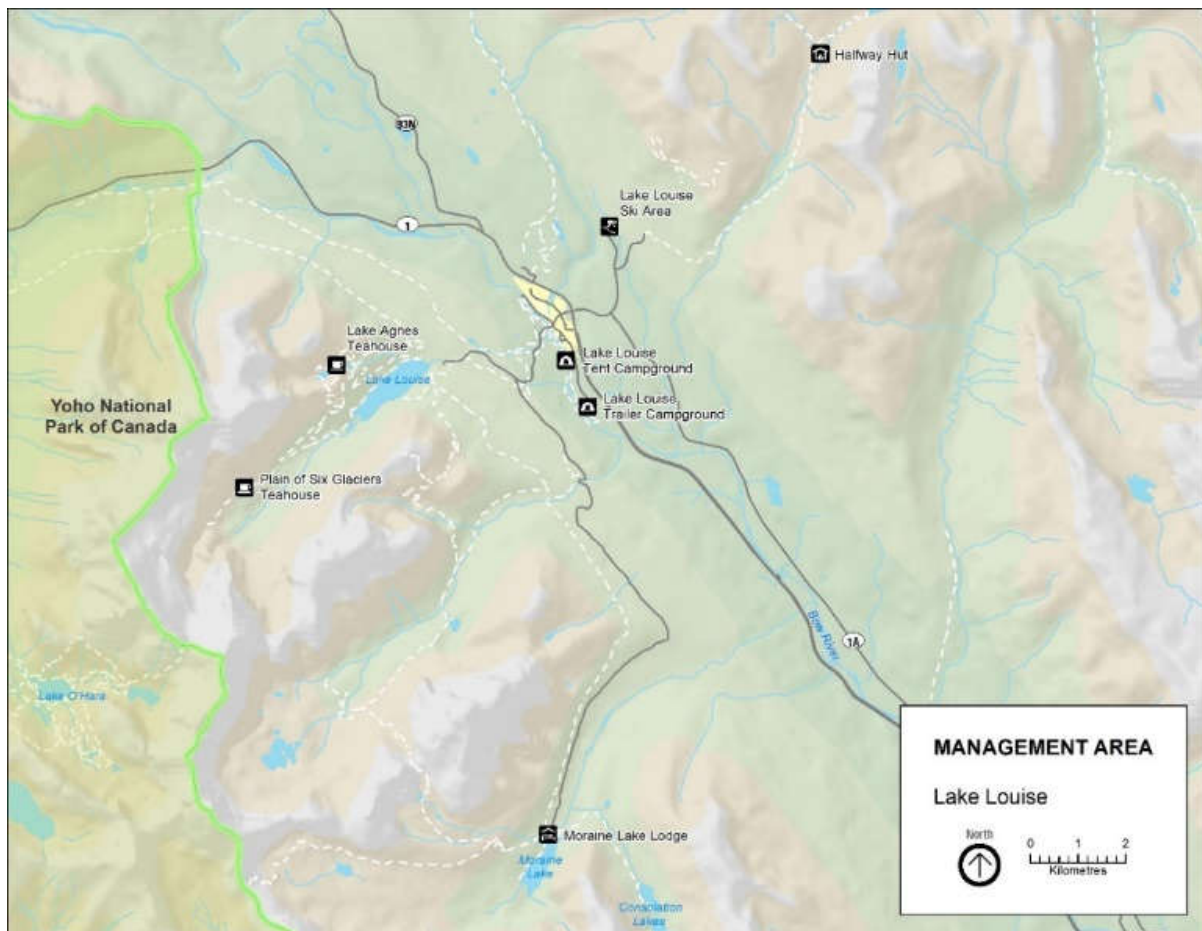 Halfway Hut
93N
Lake Louise
Ski Area
1
Lake Agnes
Teahouse
Lake Louise
Lake Louise
Tent Campground
Yoho National
Park of Canada
Lake Louise
Trailer Campground
Plain of Six Glaciers
Teahouse
Bow River
1A
Lake O'Hara
MANAGEMENT AREA
Lake Louise
North
0 1 2
Kilometres
Moraine Lake Lodge
Moraine
Lake
Consolation
Lakes